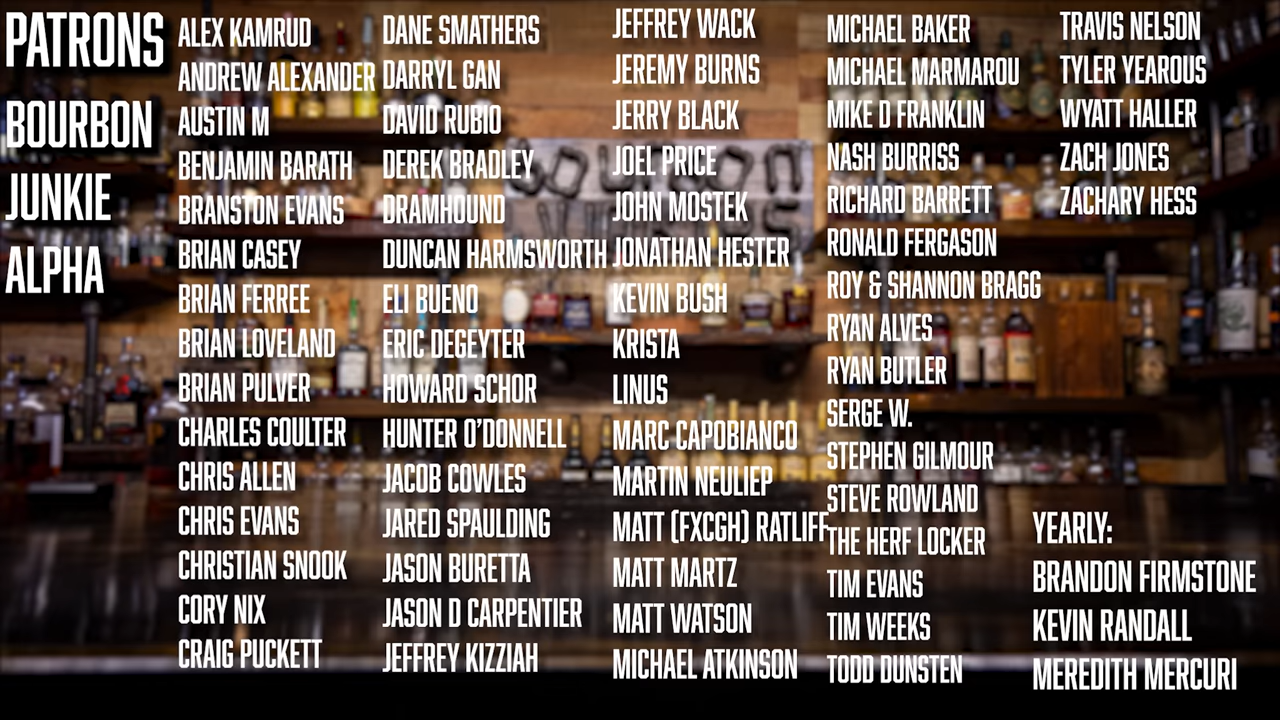 PATRONS
BOURBON
JUNKIE
ALPHA
ALEX KAMRUD
ANDREW ALEXANDER
AUSTIN M
BENJAMIN BARATH
BRANSTON EVANS
BRIAN CASEY
BRIAN FERREE
BRIAN LOVELAND
BRIAN PULVER
CHARLES COULTER
CHRIS ALLEN
CHRIS EVANS
CHRISTIAN SNOOK
CORY NIX
CRAIG PUCKETT
DANE SMATHERS
DARRYL GAN
DAVID RUBIO
DEREK BRADLEY
DRAMHOUND
DUNCAN HARMSWORTH
ELI BUENO
ERIC DEGEYTER
HOWARD SCHOR
HUNTER O'DONNELL
JACOB COWLES
JARED SPAULDING
JASON BURETTA
JASON D CARPENTIER
JEFFREY KIZZIAH
JEFFREY WACK
JEREMY BURNS
JERRY BLACK
JOEL PRICE
JOHN MOSTEK
JONATHAN HESTER
KEVIN BUSH
KRISTA
LINUS
MARC CAPOBIANCO
MARTIN NEULIEP
MATT (FXCGH) RATLIFF
MATT MARTZ
MATT WATSON
MICHAEL ATKINSON
MICHAEL BAKER
MICHAEL MARMAROU
MIKE D FRANKLIN
NASH BURRISS
RICHARD BARRETT
RONALD FERGASON
ROY & SHANNON BRAGG
RYAN ALVES
RYAN BUTLER
SERGE W.
STEPHEN GILMOUR
STEVE ROWLAND
THE HERF LOCKER
TIM EVANS
TIM WEEKS
TODD DUNSTEN
TRAVIS NELSON
TYLER YEAROUS
WYATT HALLER
ZACH JONES
ZACHARY HESS
YEARLY:
BRANDON FIRMSTONE
KEVIN RANDALL
MEREDITH MERCURI